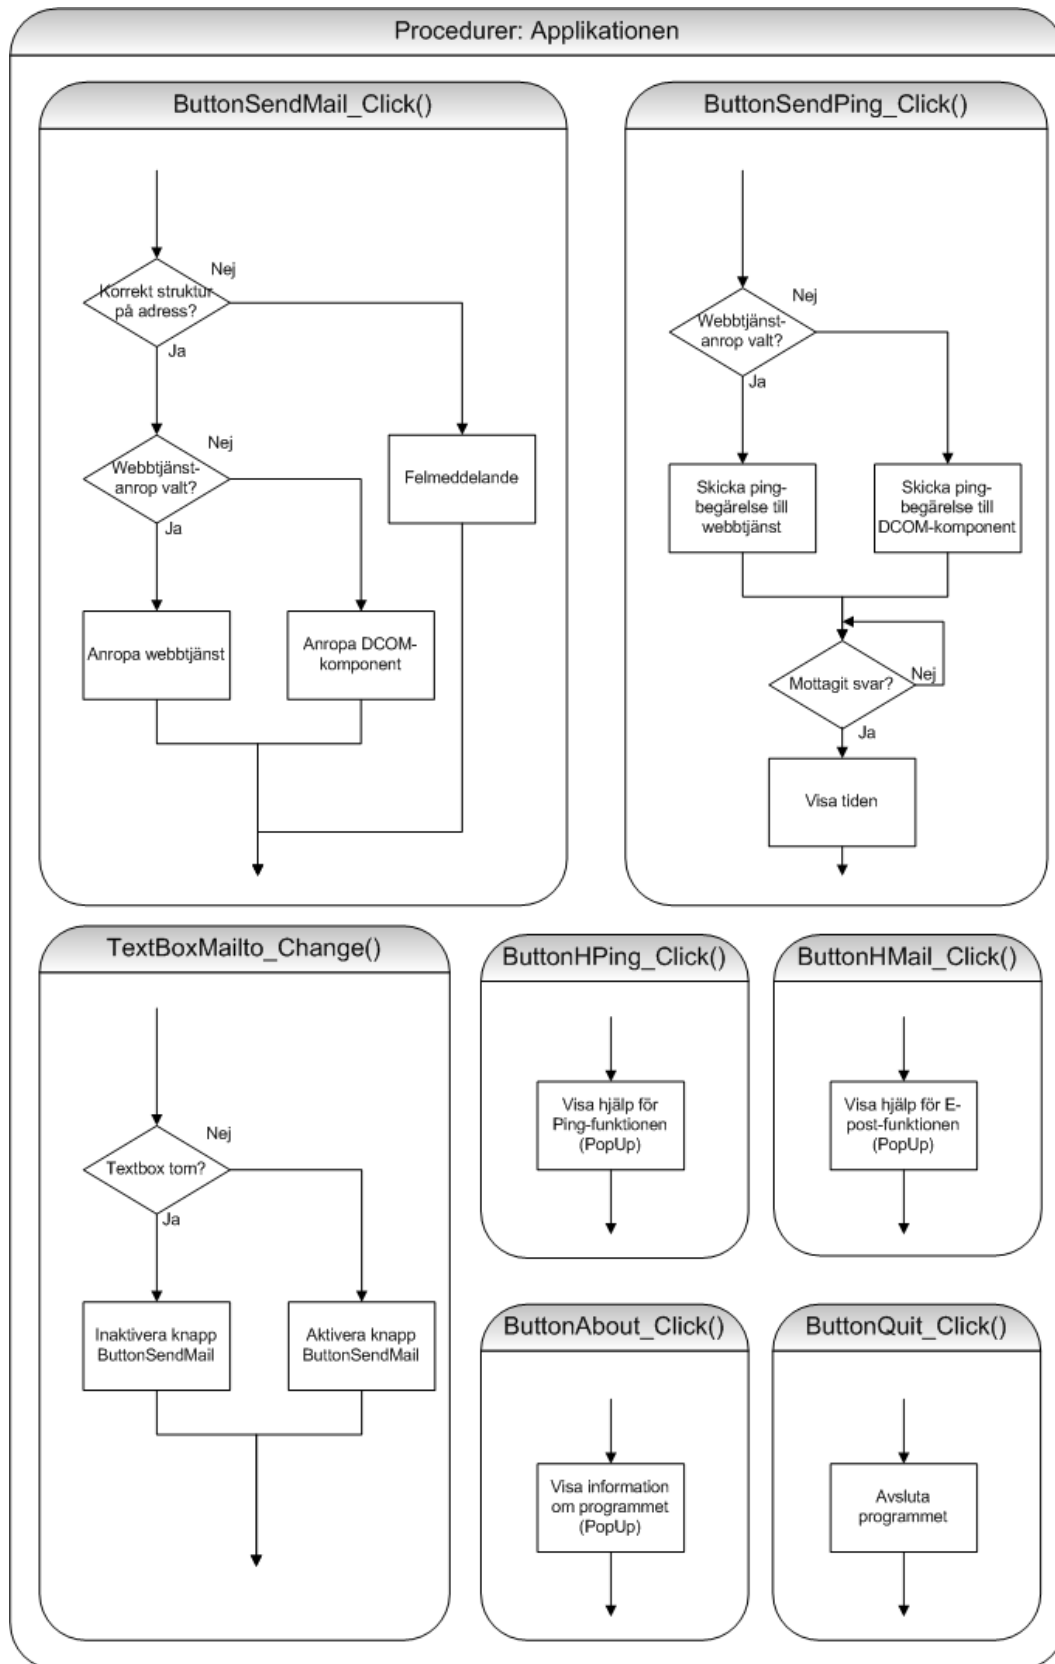 Procedurer: Applikationen
ButtonSendMail_Click()
Nej
Korrekt struktur
på adress?
Ja
Nej
Webbtjänst-
anrop valt?
Ja
Felmeddelande
Anropa webbtjänst
Anropa DCOM-
komponent
ButtonSendPing_Click()
Nej
Webbtjänst-
anrop valt?
Ja
Skicka ping-
begärelse till
webbtjänst
Skicka ping-
begärelse till
DCOM-komponent
Mottagit svar?
Nej
Ja
Visa tiden
TextBoxMailto_Change()
Nej
Textbox tom?
Ja
Inaktivera knapp
ButtonSendMail
Aktivera knapp
ButtonSendMail
ButtonHPing_Click()
Visa hjälp för
Ping-funktionen
(PopUp)
ButtonHMail_Click()
Visa hjälp för E-
post-funktionen
(PopUp)
ButtonAbout_Click()
Visa information
om programmet
(PopUp)
ButtonQuit_Click()
Avsluta
programmet